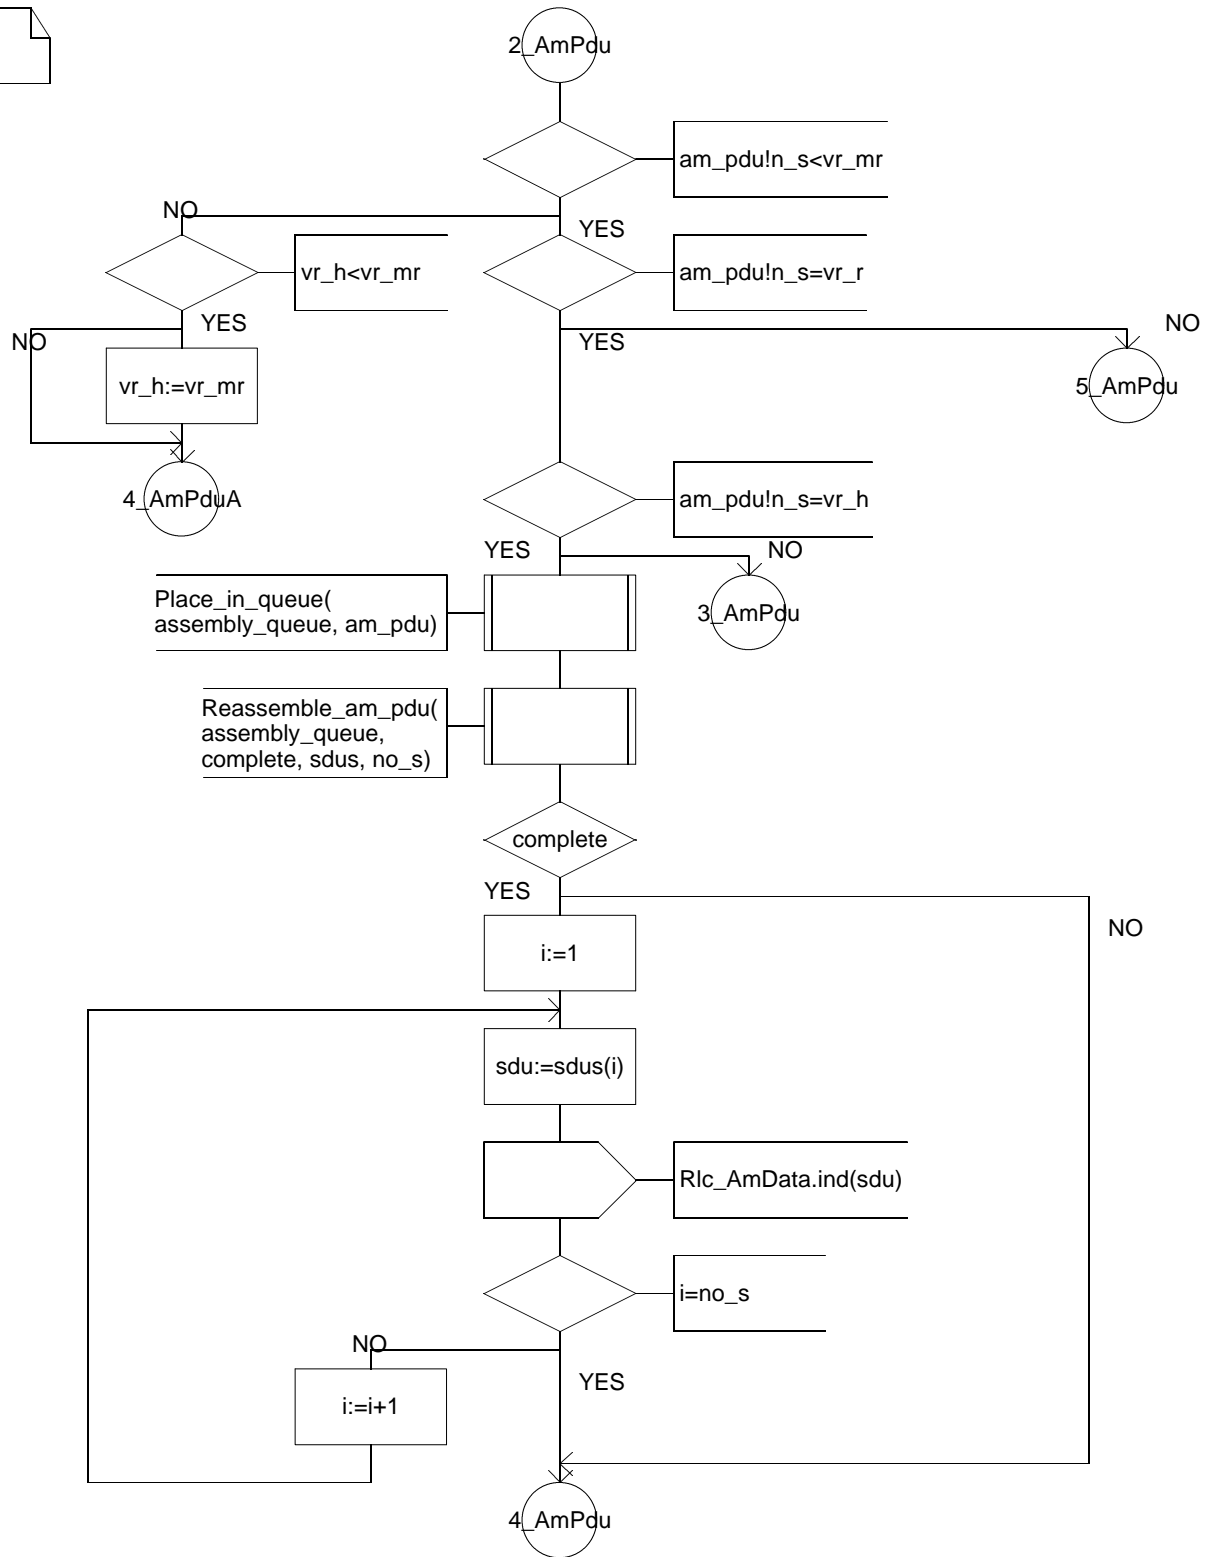 2_AmPdu
am_pdu!n_s<vr_mr
NO
YES
vr_h<vr_mr
am_pdu!n_s=vr_r
YES
NO
YES
NO
vr_h:=vr_mr
5_AmPdu
4_AmPduA
am_pdu!n_s=vr_h
YES
NO
Place_in_queue(
assembly_queue, am_pdu)
3_AmPdu
Reassemble_am_pdu(
assembly_queue,
complete, sdus, no_s)
complete
YES
NO
i:=1
sdu:=sdus(i)
Rlc_AmData.ind(sdu)
i=no_s
NO
YES
i:=i+1
4_AmPdu